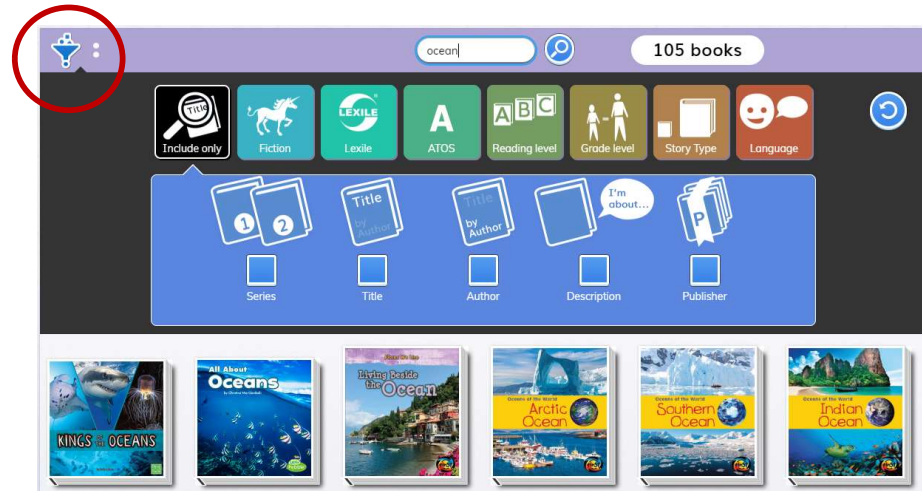 ocean
105 books
Title
LEXILE
A
A B C
Include only
Fiction
Lexile
ATOS
Reading level
Grade level
Story Type
Language
1 2
Title
by
Author
Title
by
Author
I'm
about...
P
Series
Title
Author
Description
Publisher
KINGS OF THE OCEANS
All About
Oceans
Living Beside
the Ocean
Oceans of the World
Arctic
Ocean
Oceans of the World
Southern
Ocean
Oceans of the World
Indian
Ocean